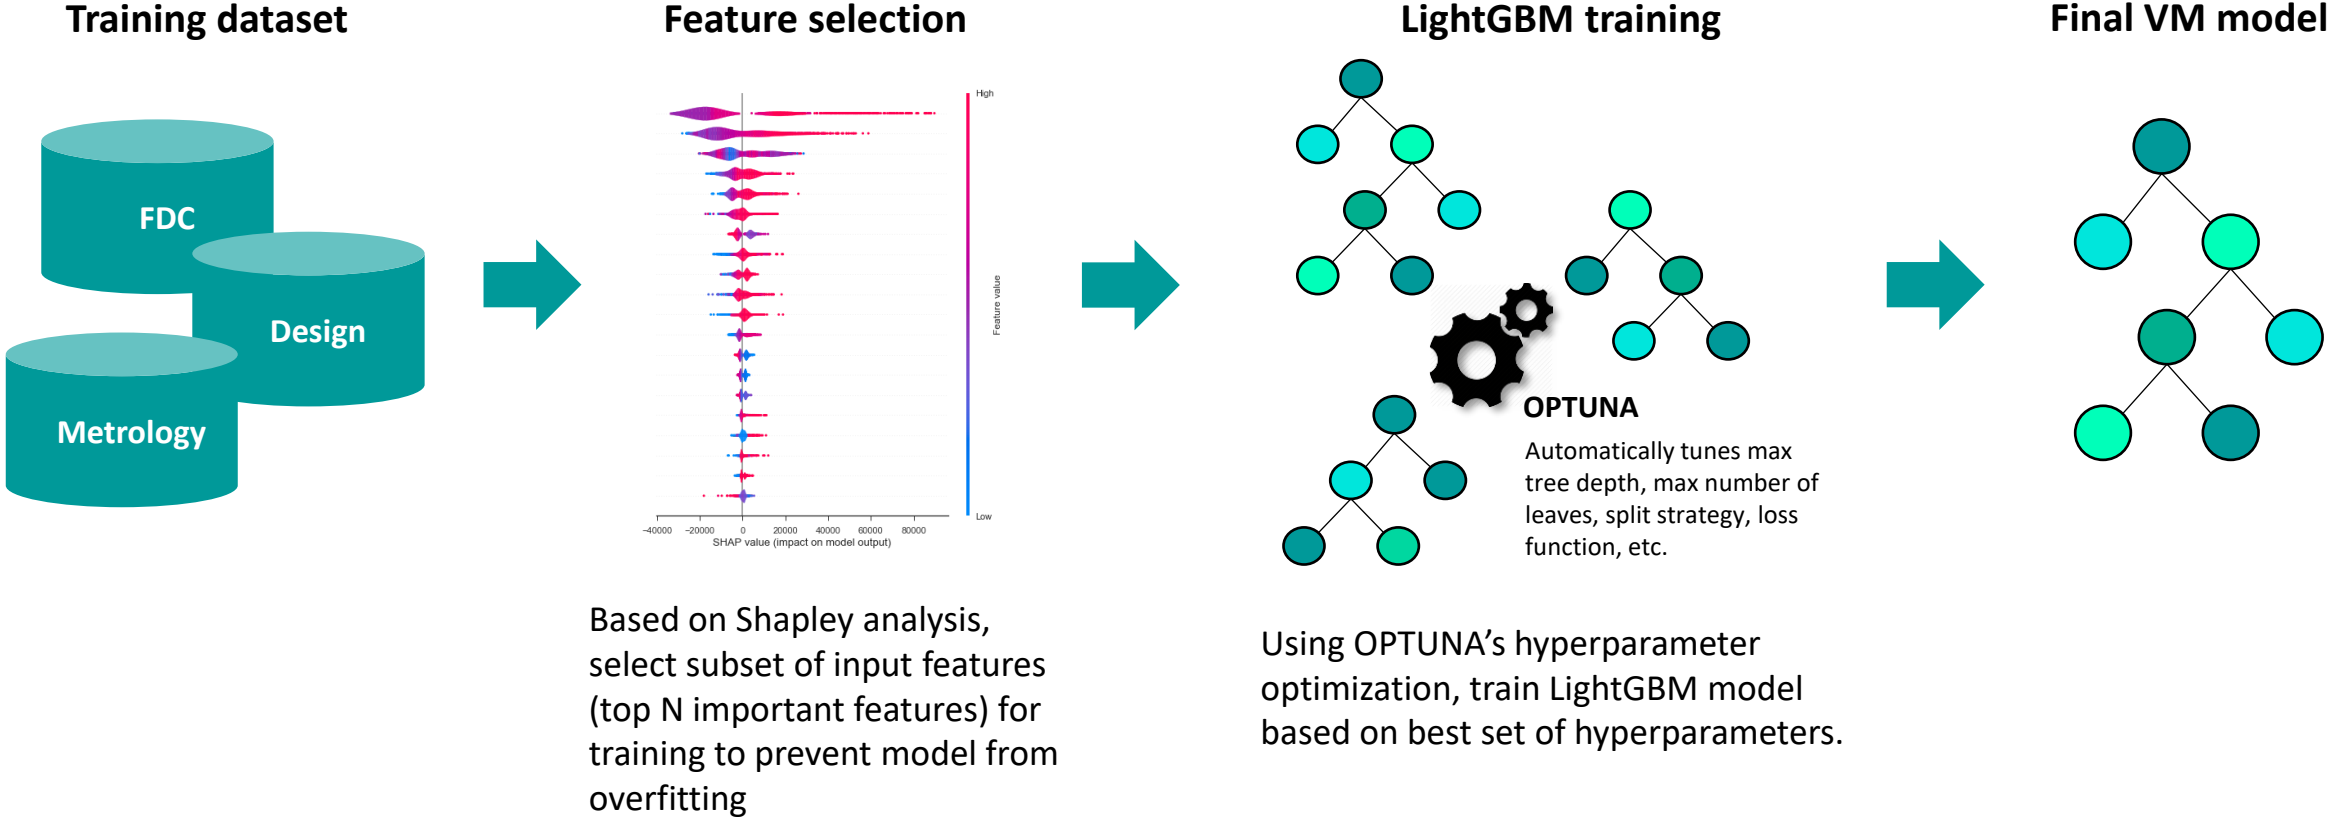 Training dataset
Feature selection
LightGBM training
Final VM model
FDC
Design
Metrology
High
Feature value
Low
−40000 −20000 0 20000 40000 60000 80000
SHAP value (impact on model output)
Based on Shapley analysis,
select subset of input features
(top N important features) for
training to prevent model from
overfitting
OPTUNA
Automatically tunes max
tree depth, max number of
leaves, split strategy, loss
function, etc.
Using OPTUNA’s hyperparameter
optimization, train LightGBM model
based on best set of hyperparameters.